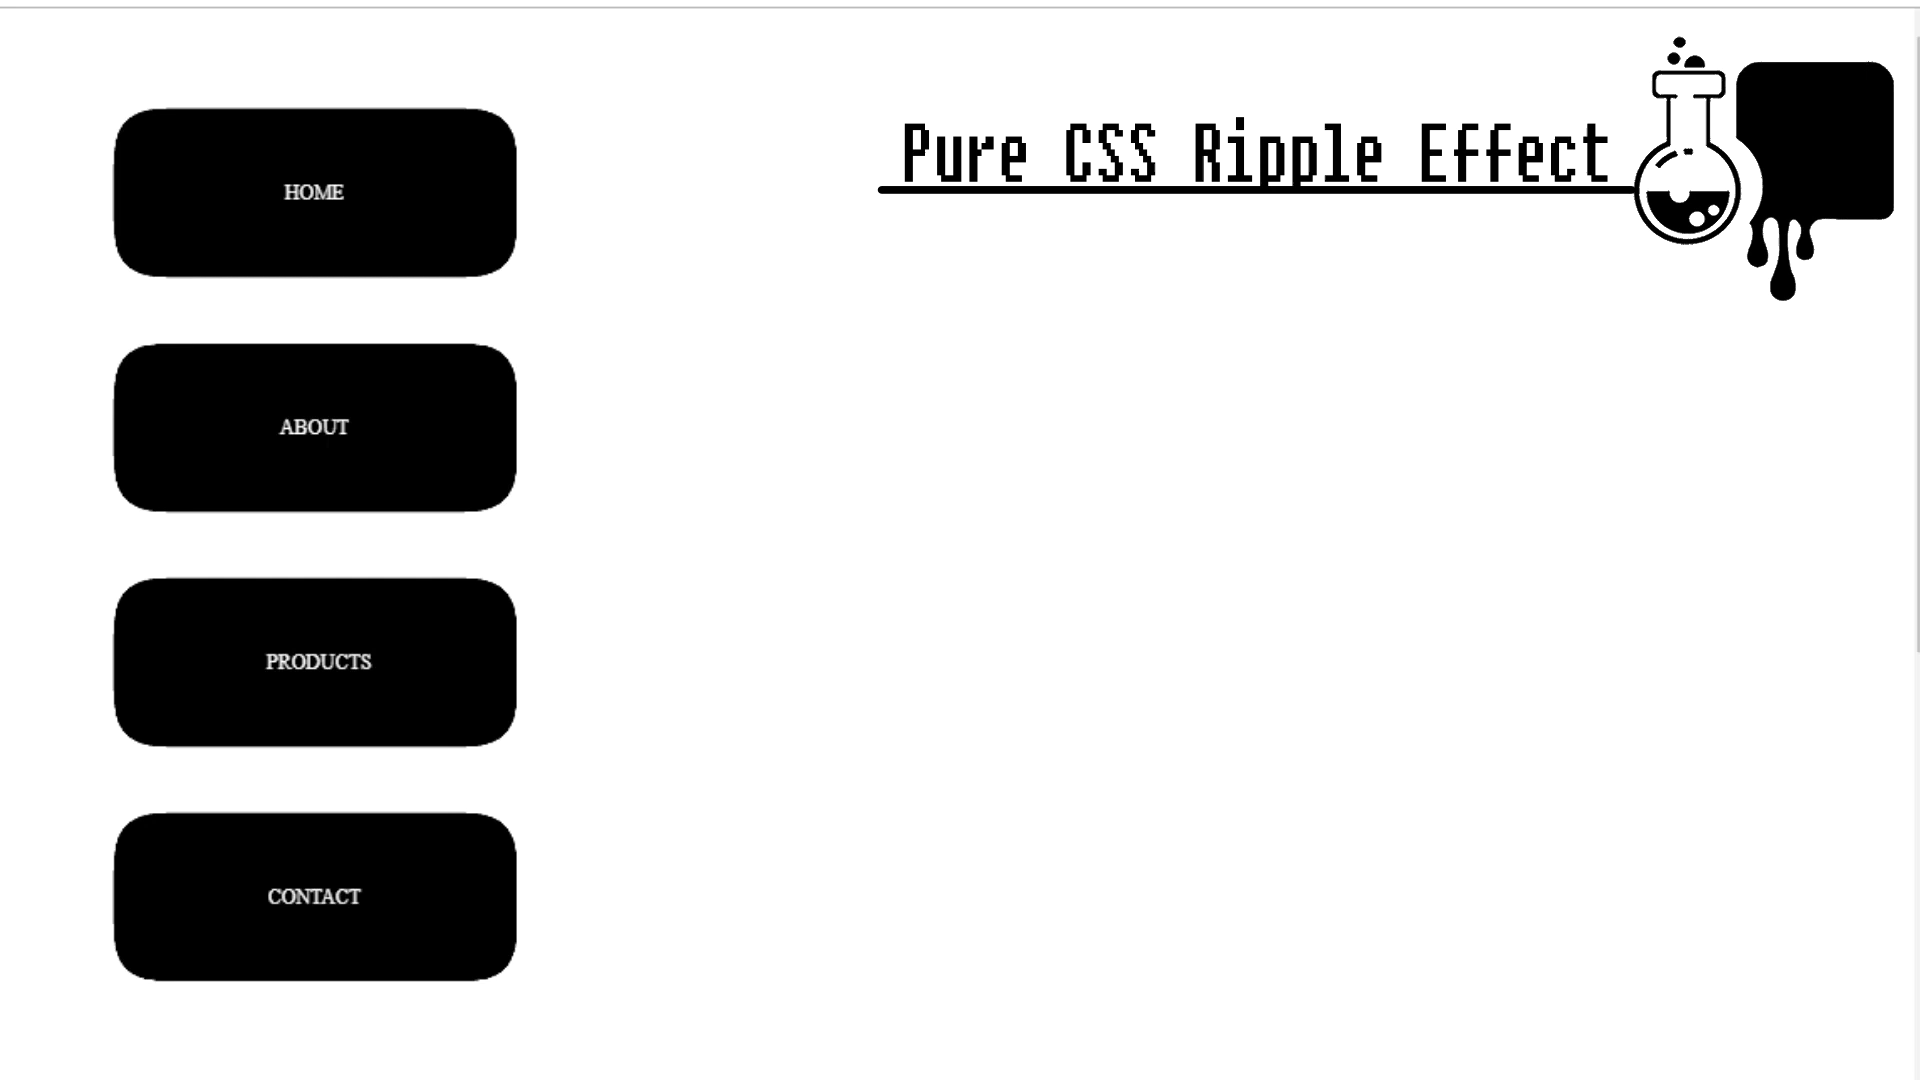 Pure CSS Ripple Effect
HOME
ABOUT
PRODUCTS
CONTACT